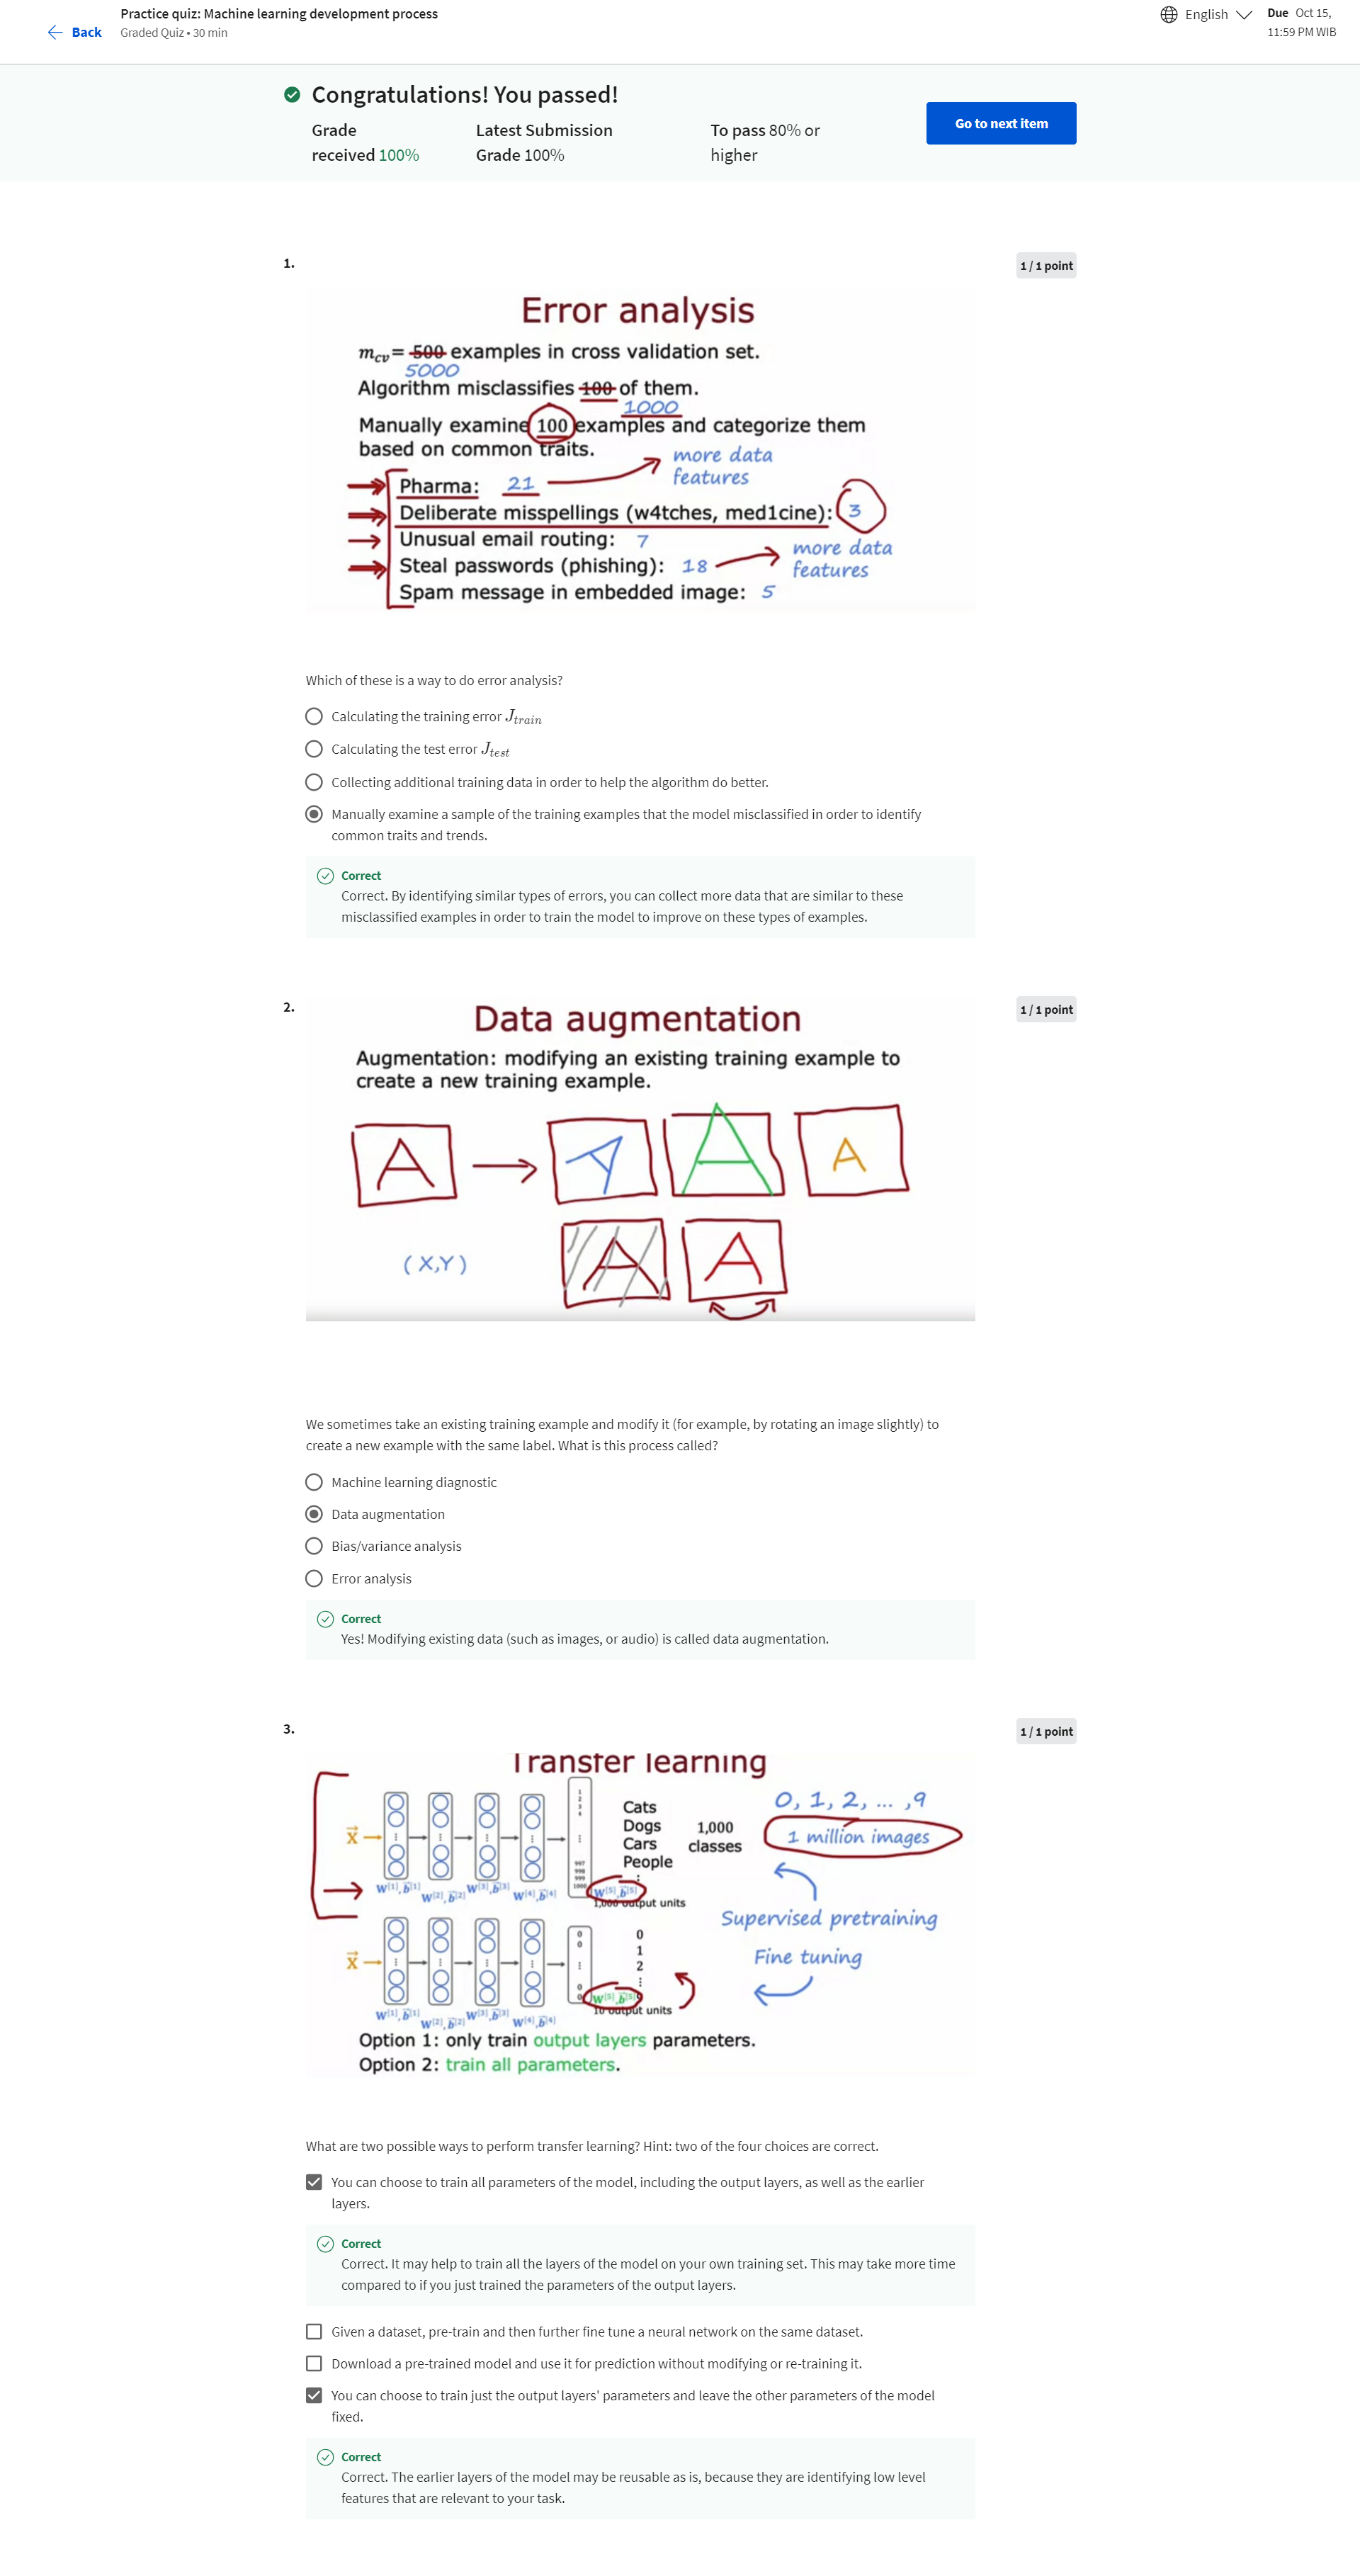 Back
Practice quiz: Machine learning development process
Graded Quiz • 30 min
English
Due Oct 15,
11:59 PM WIB
Congratulations! You passed!
Grade
received 100%
Latest Submission
Grade 100%
To pass 80% or
higher
Go to next item
1.
1 / 1 point
Error analysis
m_cv = 500 examples in cross validation set.
5000
Algorithm misclassifies 100 of them.
1000
Manually examine 100 examples and categorize them
based on common traits.
more data
features
Pharma: 21
Deliberate misspellings (w4tches, med1cine): 3
Unusual email routing: 7
more data
features
Steal passwords (phishing): 18
Spam message in embedded image: 5
Which of these is a way to do error analysis?
Calculating the training error J_train
Calculating the test error J_test
Collecting additional training data in order to help the algorithm do better.
Manually examine a sample of the training examples that the model misclassified in order to identify
common traits and trends.
Correct
Correct. By identifying similar types of errors, you can collect more data that are similar to these
misclassified examples in order to train the model to improve on these types of examples.
2.
1 / 1 point
Data augmentation
Augmentation: modifying an existing training example to
create a new training example.
A A A A
(X,Y) A A
We sometimes take an existing training example and modify it (for example, by rotating an image slightly) to
create a new example with the same label. What is this process called?
Machine learning diagnostic
Data augmentation
Bias/variance analysis
Error analysis
Correct
Yes! Modifying existing data (such as images, or audio) is called data augmentation.
3.
1 / 1 point
Transfer learning
0, 1, 2, ... ,9
1 million images
Cats
Dogs
Cars
People
1,000
classes
x⃗
1
2
3
4
997
998
999
1000
W[1],b⃗[1] W[2],b⃗[2] W[3],b⃗[3] W[4],b⃗[4] W[5],b⃗[5]
1,000 output units
Supervised pretraining
Fine tuning
x⃗
0
0
0
0
0
1
2
W[1],b⃗[1] W[2],b⃗[2] W[3],b⃗[3] W[4],b⃗[4] W[5],b⃗[5]
10 output units
Option 1: only train output layers parameters.
Option 2: train all parameters.
What are two possible ways to perform transfer learning? Hint: two of the four choices are correct.
You can choose to train all parameters of the model, including the output layers, as well as the earlier
layers.
Correct
Correct. It may help to train all the layers of the model on your own training set. This may take more time
compared to if you just trained the parameters of the output layers.
Given a dataset, pre-train and then further fine tune a neural network on the same dataset.
Download a pre-trained model and use it for prediction without modifying or re-training it.
You can choose to train just the output layers' parameters and leave the other parameters of the model
fixed.
Correct
Correct. The earlier layers of the model may be reusable as is, because they are identifying low level
features that are relevant to your task.